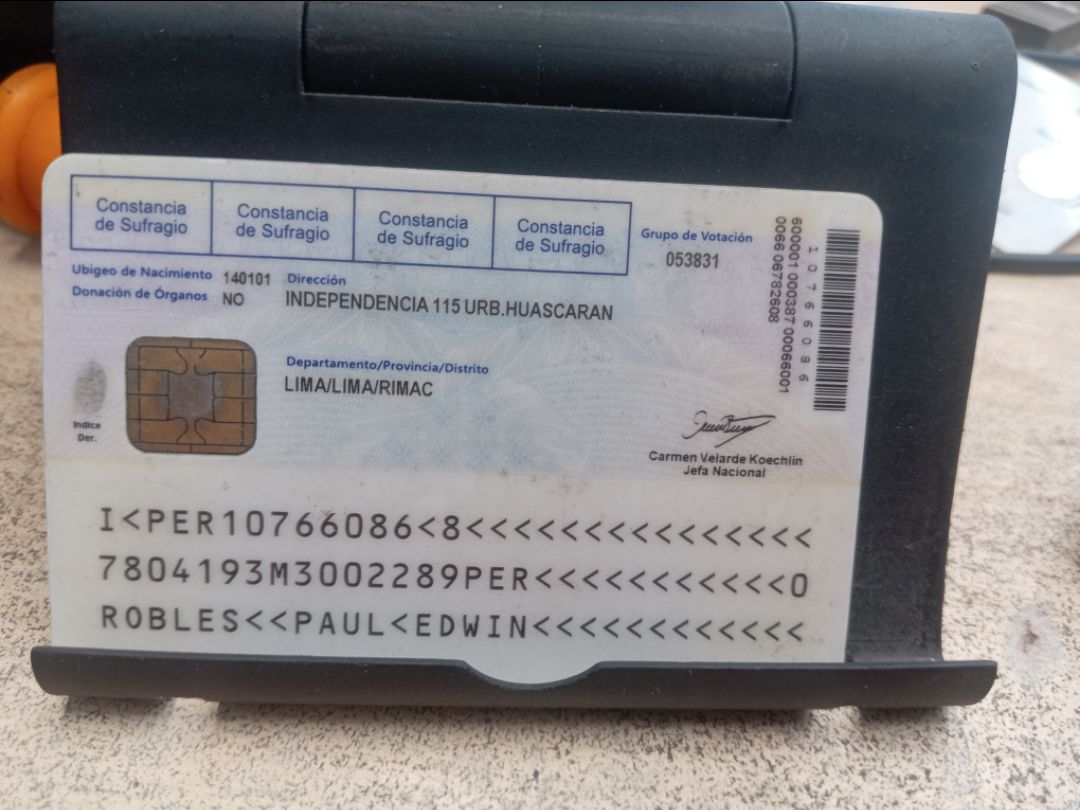 Constancia
de Sufragio
Constancia
de Sufragio
Constancia
de Sufragio
Constancia
de Sufragio
Grupo de Votación
053831
Ubigeo de Nacimiento 140101
Donación de Órganos NO
Dirección
INDEPENDENCIA 115 URB.HUASCARAN
Departamento/Provincia/Distrito
LIMA/LIMA/RIMAC
Indice
Der.
600001 000387 00066001
0066 06782608
10766086
Carmen Velarde Koechlin
Jefa Nacional
I<PER10766086<8<<<<<<<<<<<<<<<
7804193M3002289PER<<<<<<<<<<<0
ROBLES<<PAUL<EDWIN<<<<<<<<<<<<